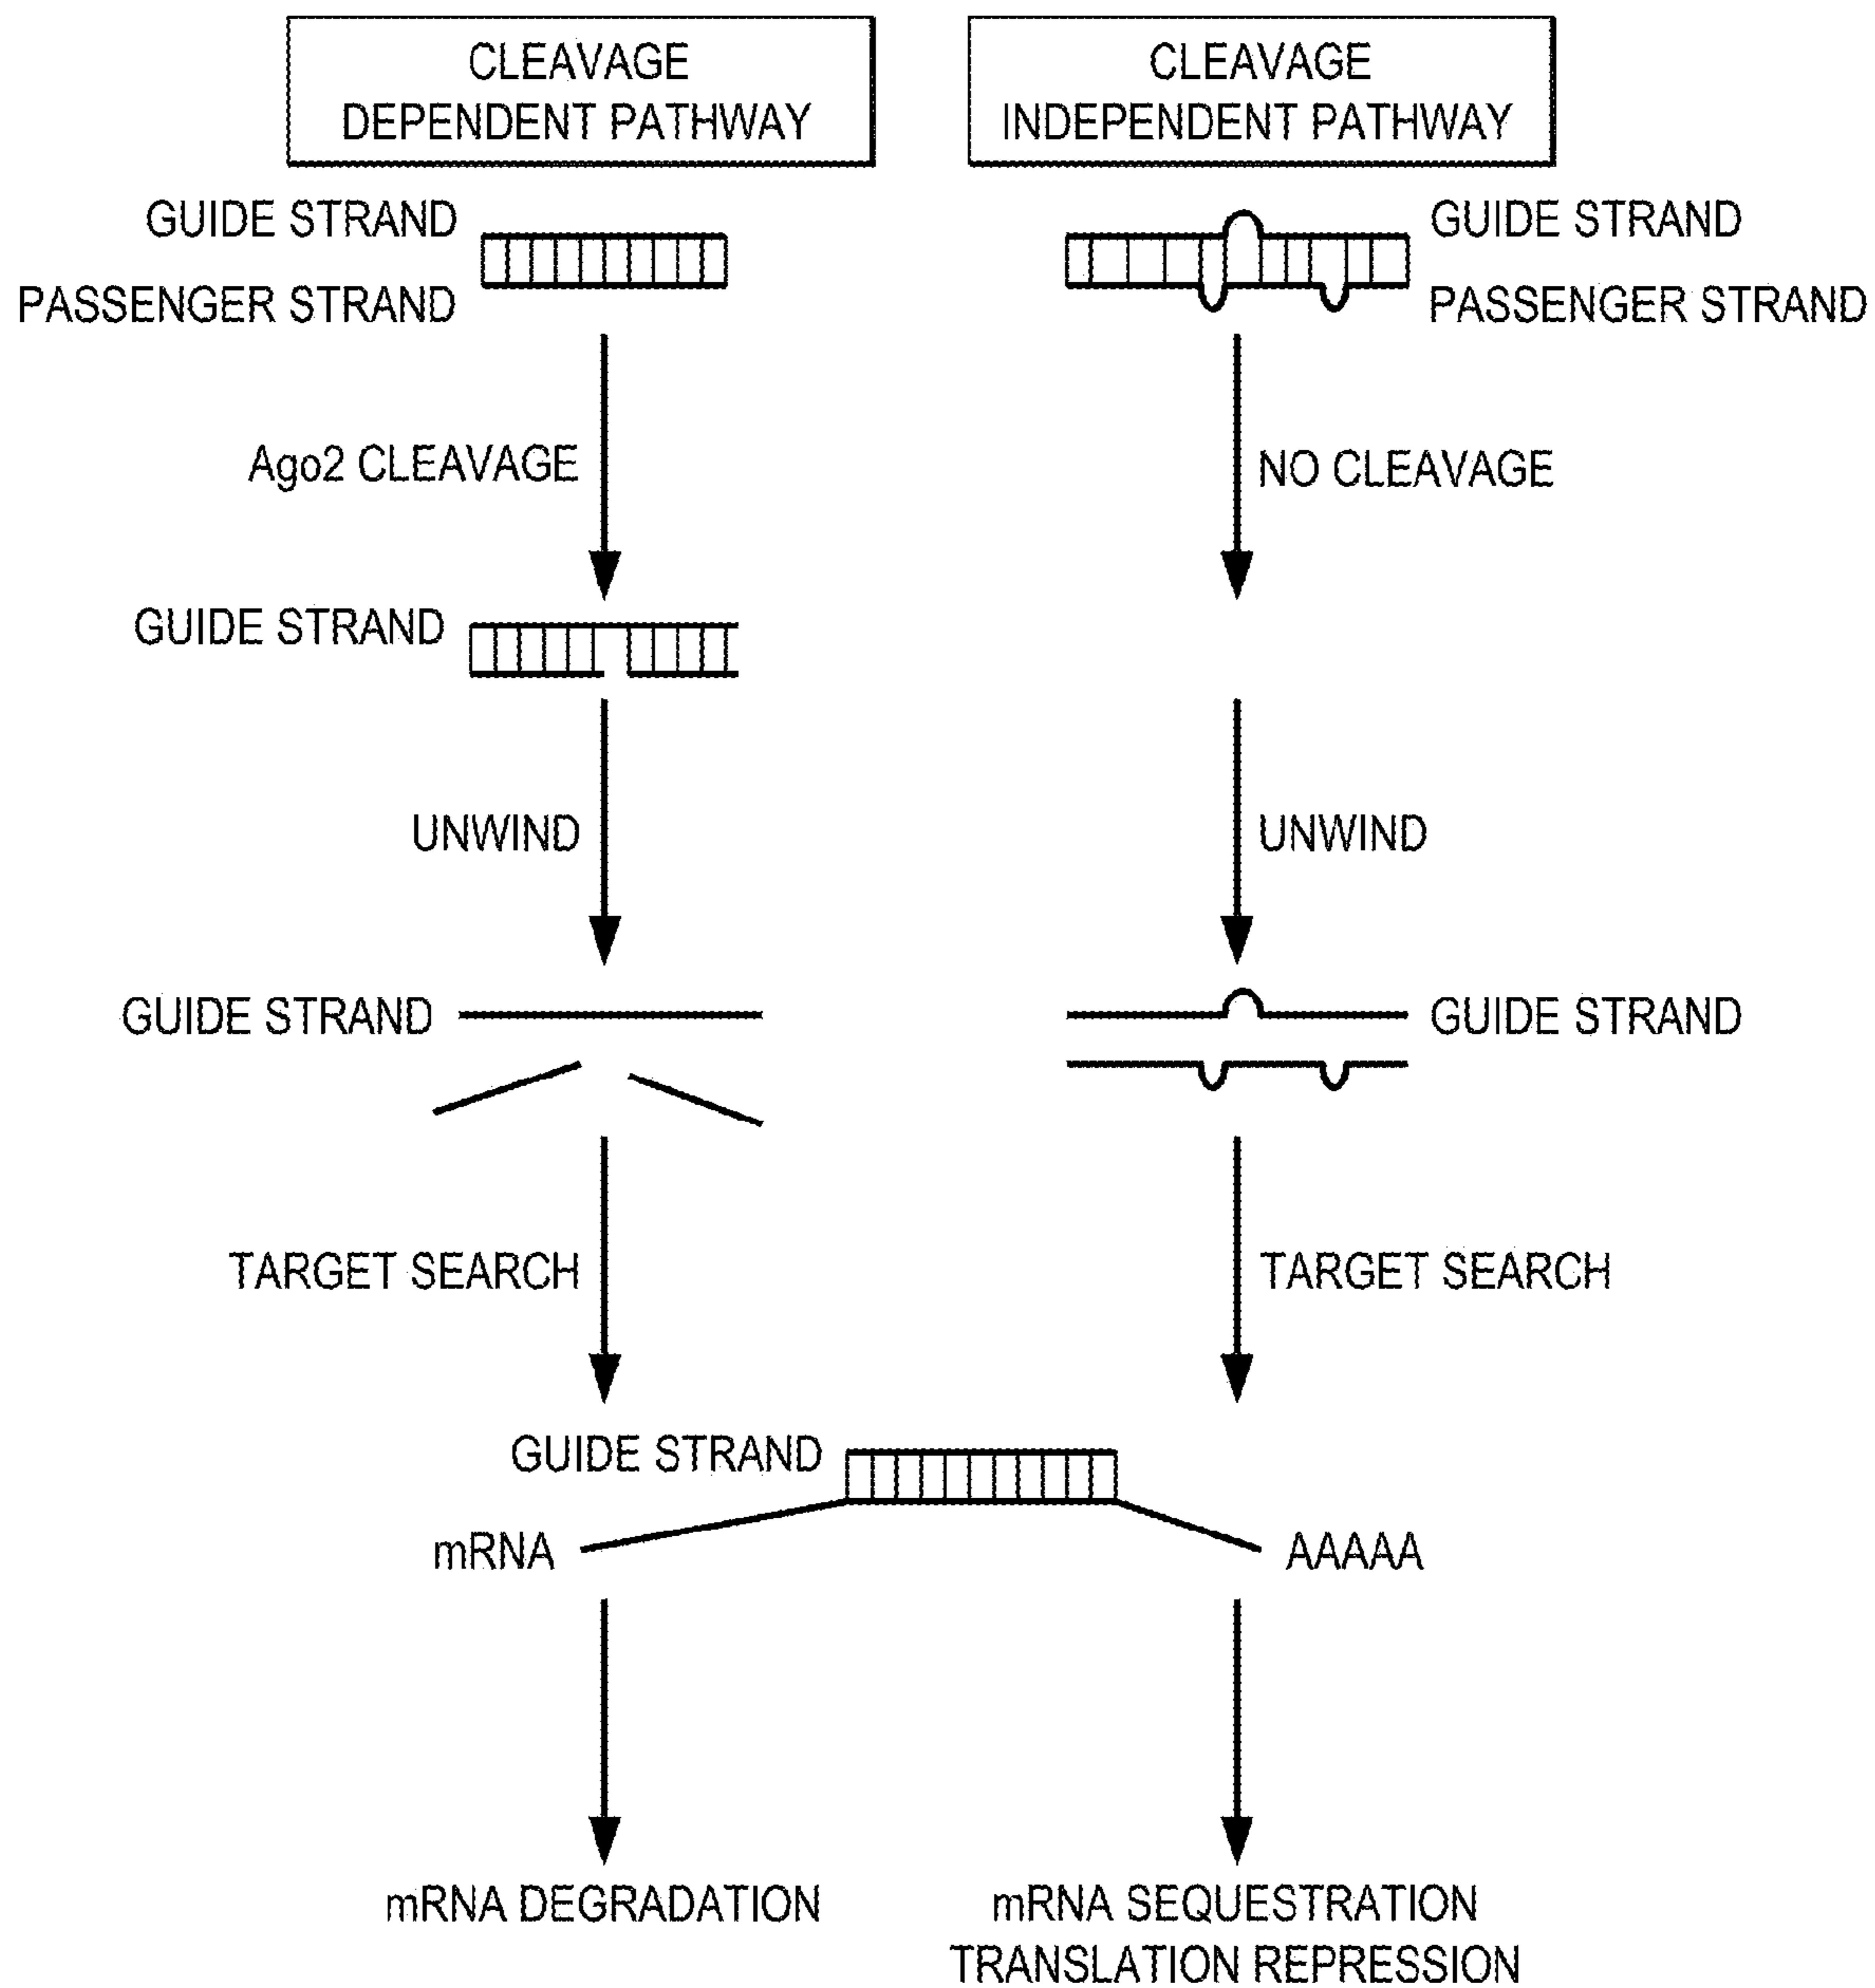 CLEAVAGE
DEPENDENT PATHWAY
CLEAVAGE
INDEPENDENT PATHWAY
GUIDE STRAND
PASSENGER STRAND
GUIDE STRAND
PASSENGER STRAND
Ago2 CLEAVAGE
NO CLEAVAGE
GUIDE STRAND
UNWIND
UNWIND
GUIDE STRAND
GUIDE STRAND
TARGET SEARCH
TARGET SEARCH
GUIDE STRAND
mRNA
AAAAA
mRNA DEGRADATION
mRNA SEQUESTRATION
TRANSLATION REPRESSION